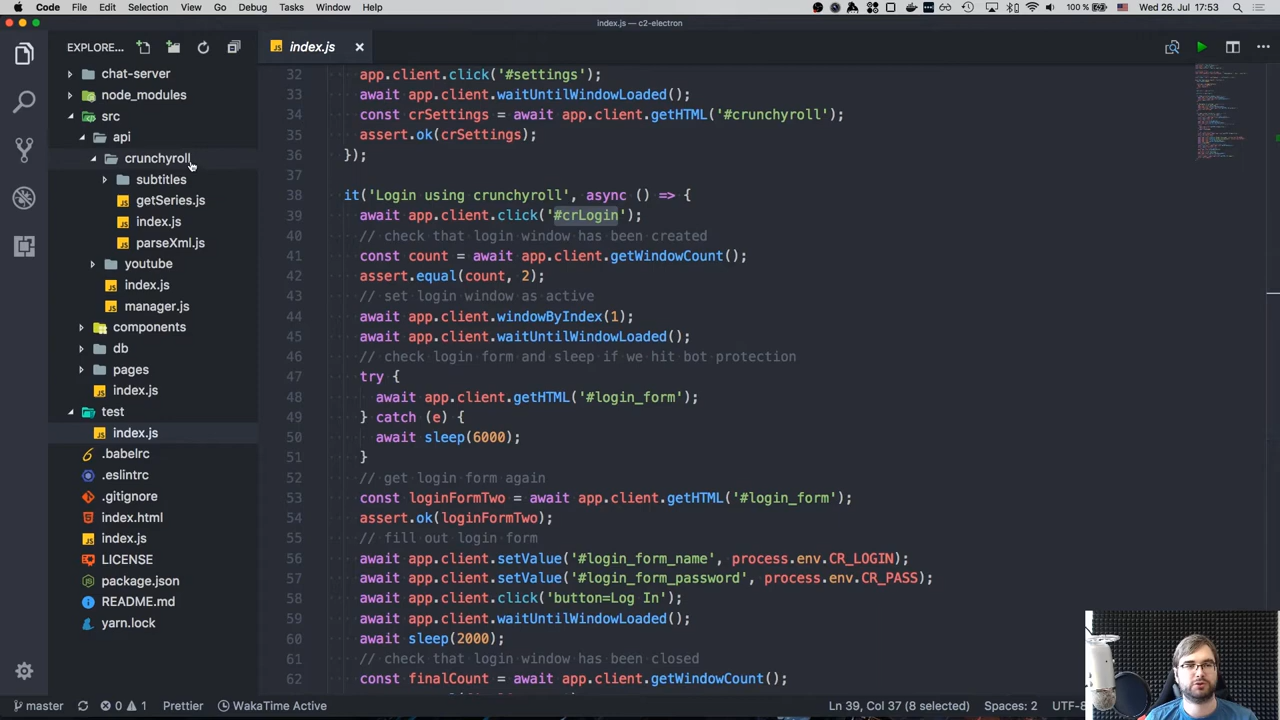 Code File Edit Selection View Go Debug Tasks Window Help
100 % Wed 26. Jul 17:53
index.js — c2-electron
EXPLORE...
index.js
chat-server
node_modules
src
api
crunchyroll
subtitles
getSeries.js
index.js
parseXml.js
youtube
index.js
manager.js
components
db
pages
index.js
test
index.js
.babelrc
.eslintrc
.gitignore
index.html
index.js
LICENSE
package.json
README.md
yarn.lock
32 app.client.click('#settings');
33 await app.client.waitUntilWindowLoaded();
34 const crSettings = await app.client.getHTML('#crunchyroll');
35 assert.ok(crSettings);
36 });
37
38 it('Login using crunchyroll', async () => {
39 await app.client.click('#crLogin');
40 // check that login window has been created
41 const count = await app.client.getWindowCount();
42 assert.equal(count, 2);
43 // set login window as active
44 await app.client.windowByIndex(1);
45 await app.client.waitUntilWindowLoaded();
46 // check login form and sleep if we hit bot protection
47 try {
48 await app.client.getHTML('#login_form');
49 } catch (e) {
50 await sleep(6000);
51 }
52 // get login form again
53 const loginFormTwo = await app.client.getHTML('#login_form');
54 assert.ok(loginFormTwo);
55 // fill out login form
56 await app.client.setValue('#login_form_name', process.env.CR_LOGIN);
57 await app.client.setValue('#login_form_password', process.env.CR_PASS);
58 await app.client.click('button=Log In');
59 await app.client.waitUntilWindowLoaded();
60 await sleep(2000);
61 // check that login window has been closed
62 const finalCount = await app.client.getWindowCount();
master 0 1 Prettier WakaTime Active Ln 39, Col 37 (8 selected) Spaces: 2 UTF-8